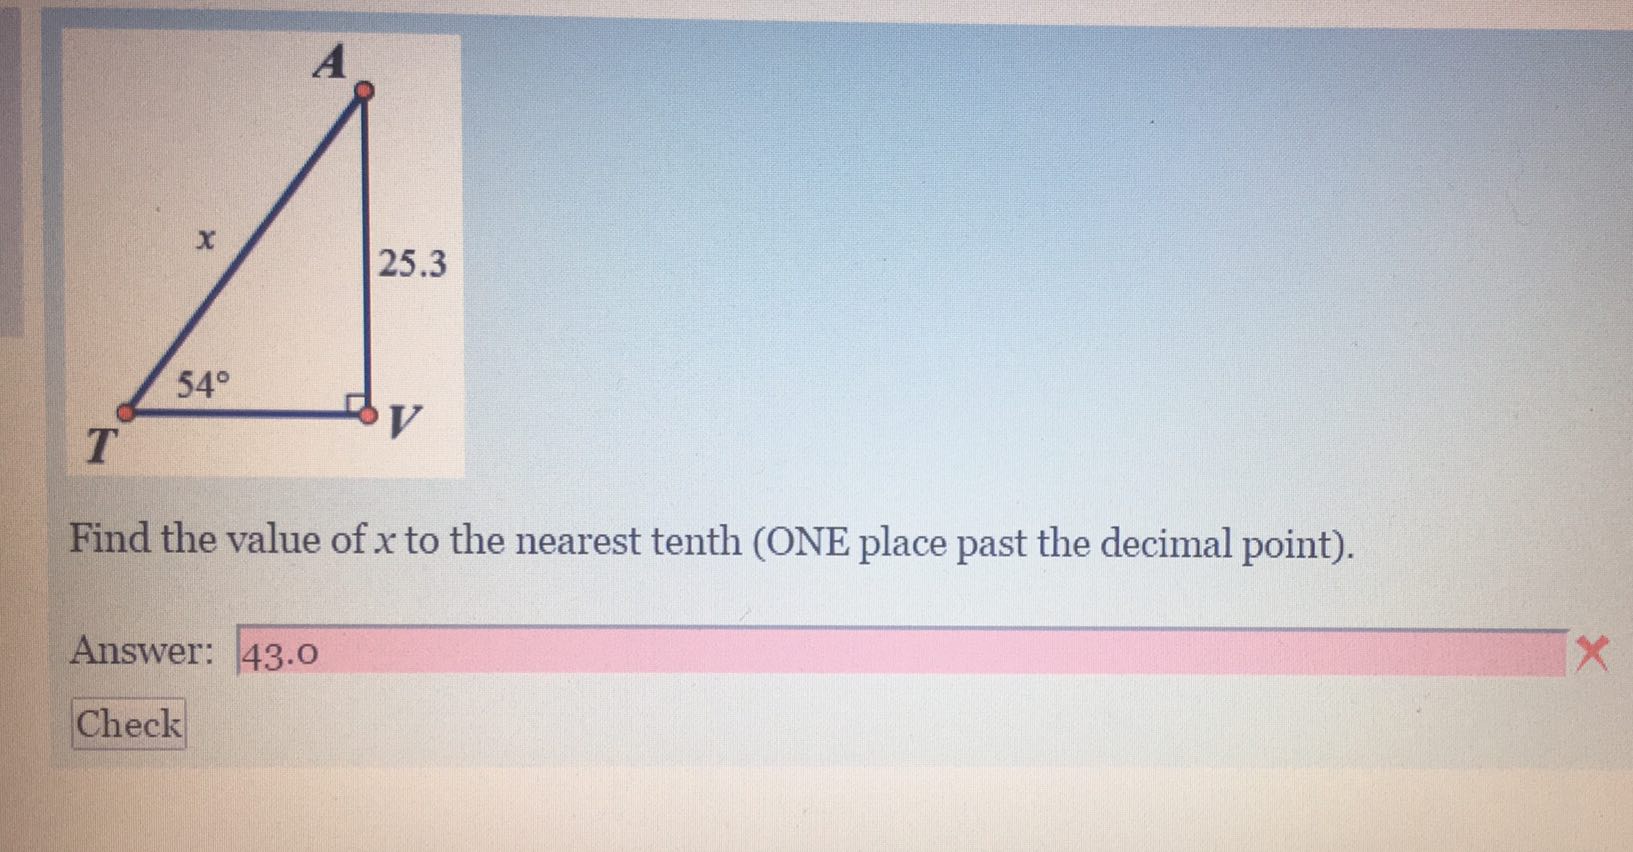 A
x
25.3
54°
V
T
Find the value of x to the nearest tenth (ONE place past the decimal point).
Answer: 43.0
Check